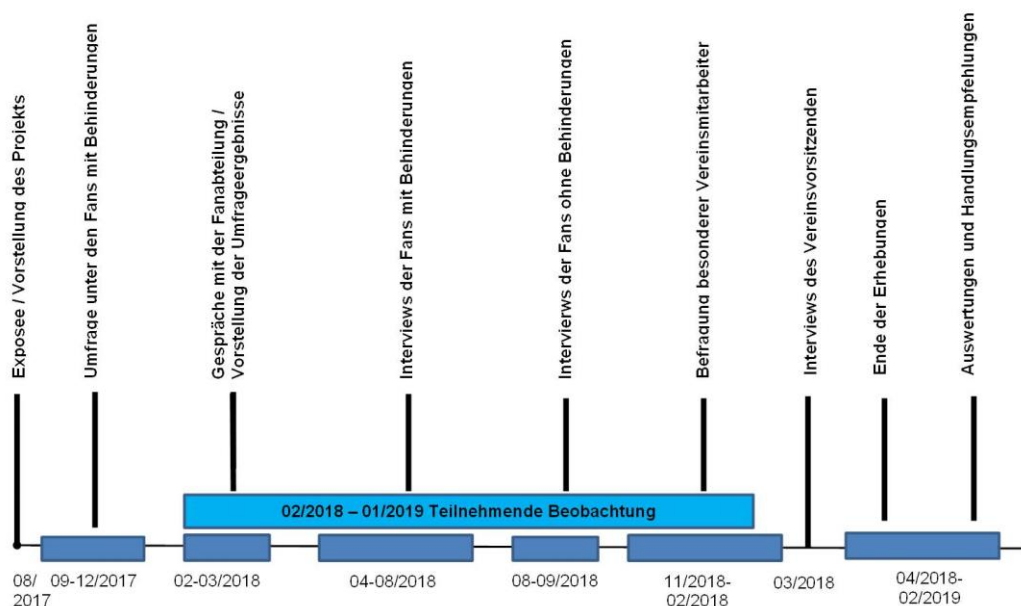 Exposee / Vorstellung des Projekts
Umfrage unter den Fans mit Behinderungen
Gespräche mit der Fanabteilung /
Vorstellung der Umfrageergebnisse
Interviews der Fans mit Behinderungen
Intervierws der Fans ohne Behinderungen
Befragung besonderer Vereinsmitarbeiter
Interviews des Vereinsvorsitzenden
Ende der Erhebungen
Auswertungen und Handlungsempfehlungen
02/2018 – 01/2019 Teilnehmende Beobachtung
08/
2017
09-12/2017
02-03/2018
04-08/2018
08-09/2018
11/2018-
02/2018
03/2018
04/2018-
02/2019